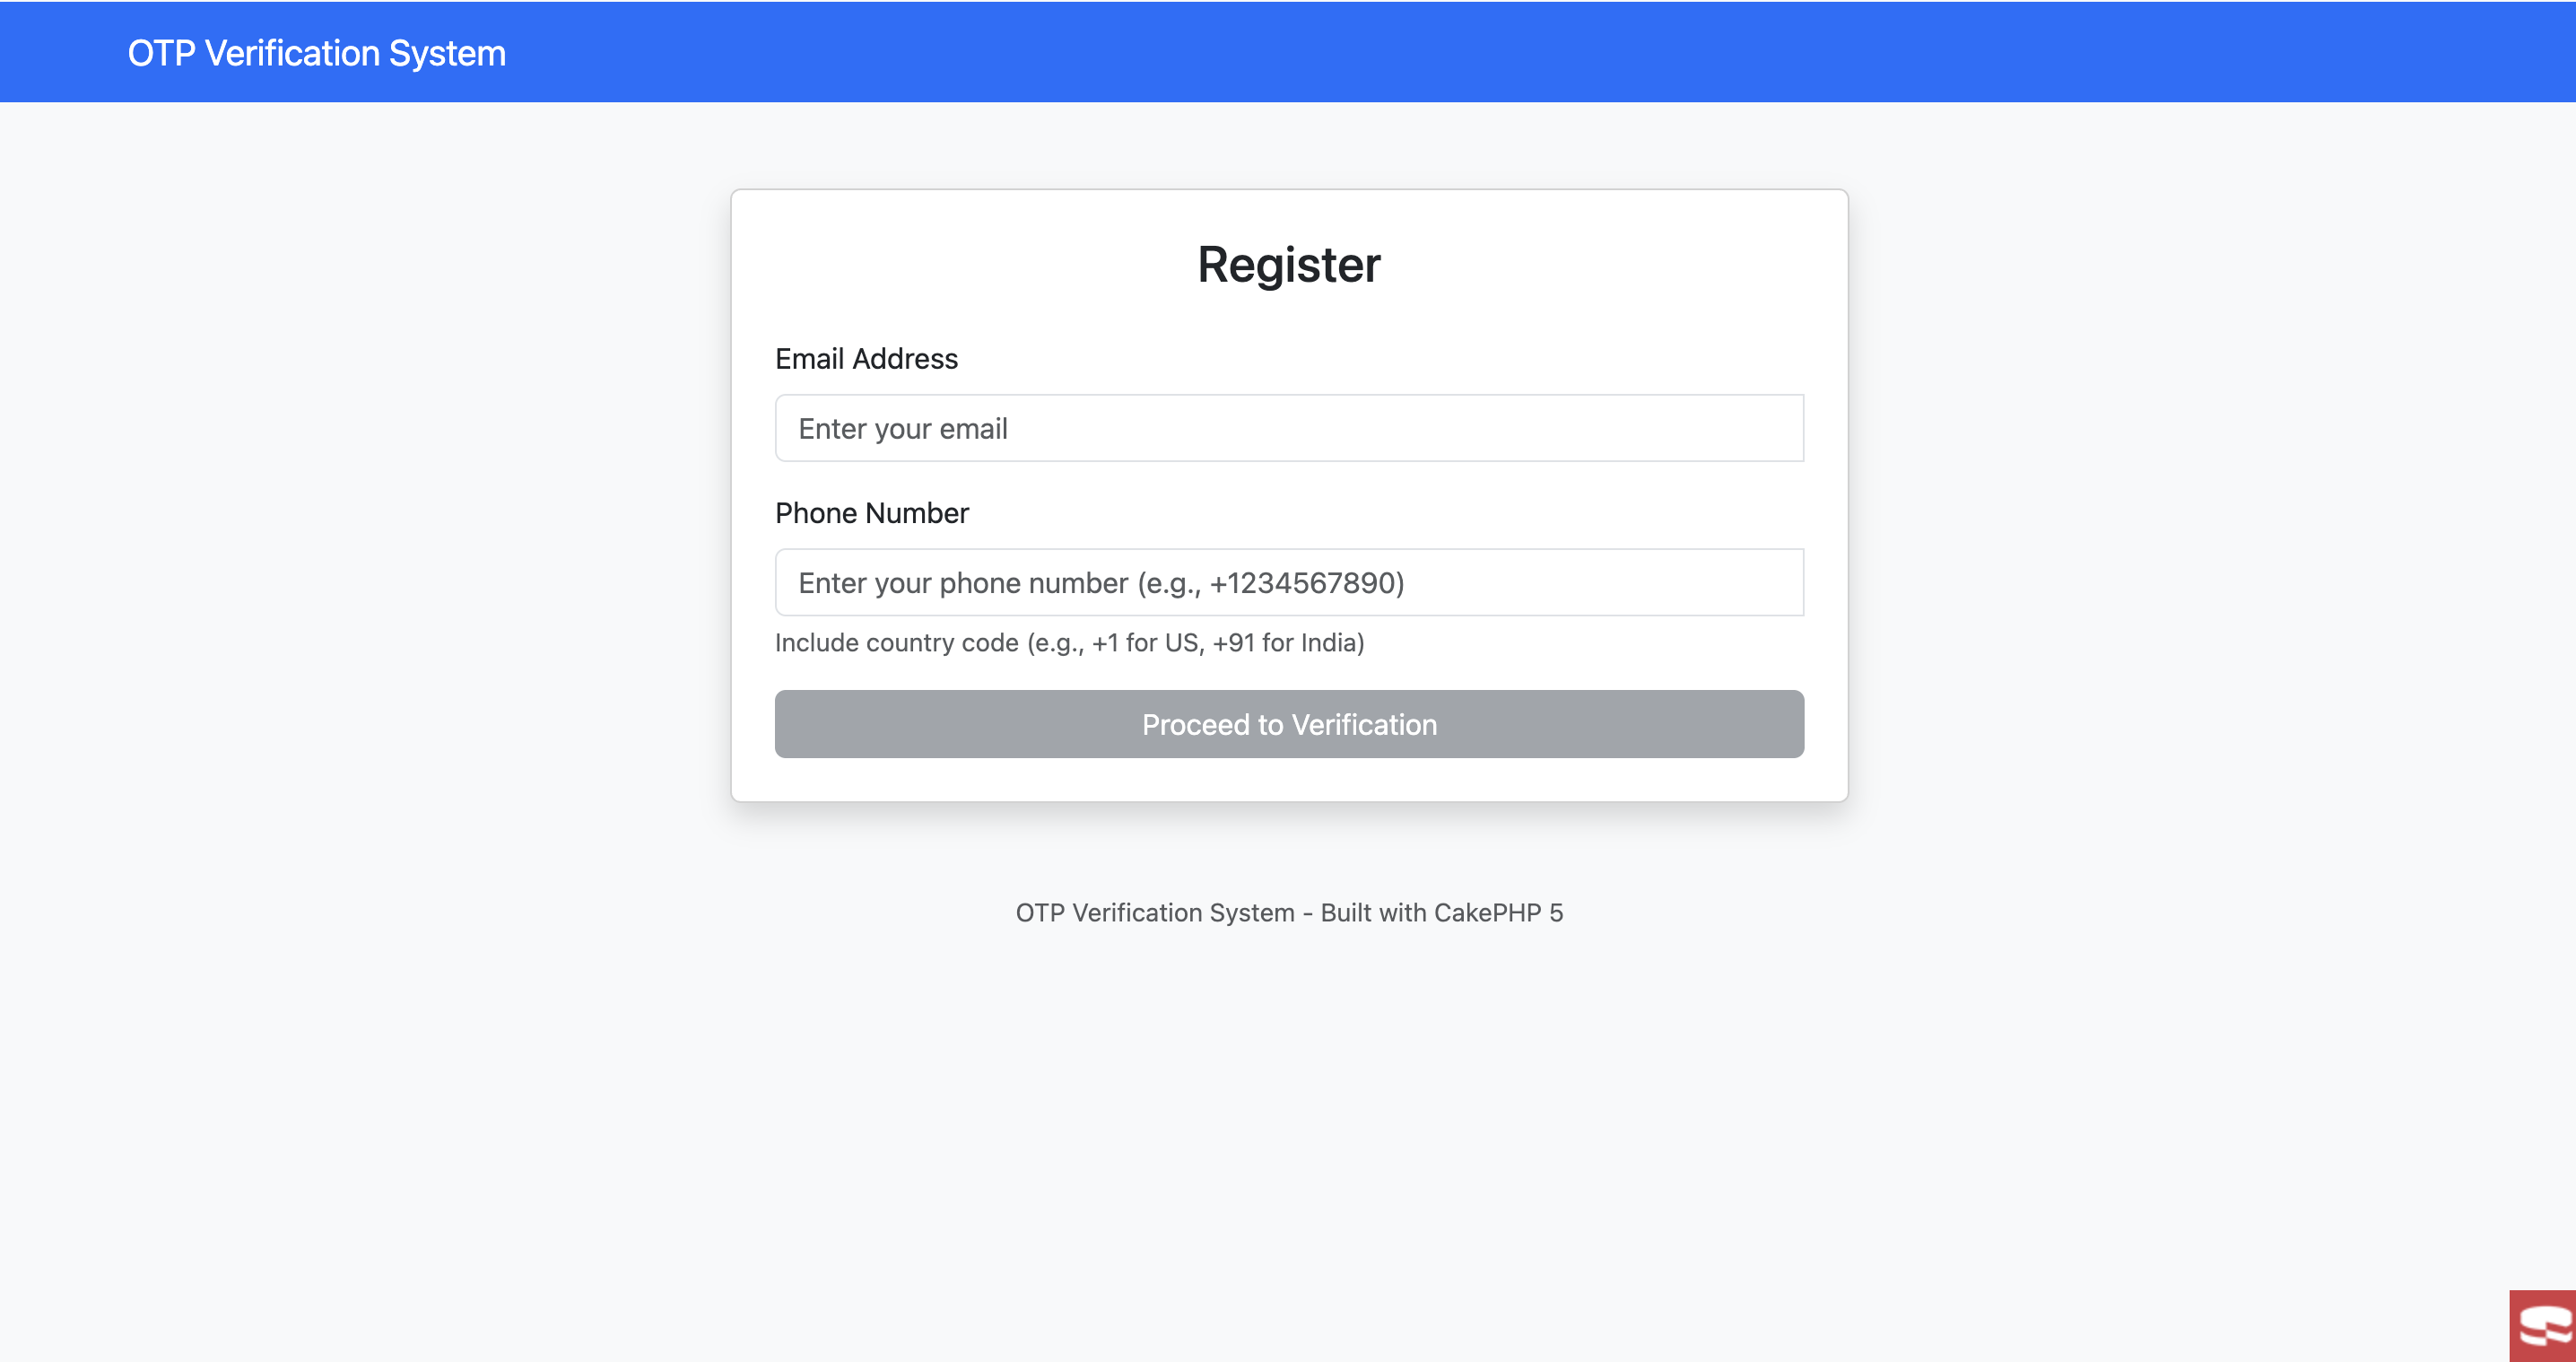 OTP Verification System
Register
Email Address
Enter your email
Phone Number
Enter your phone number (e.g., +1234567890)
Include country code (e.g., +1 for US, +91 for India)
Proceed to Verification
OTP Verification System - Built with CakePHP 5